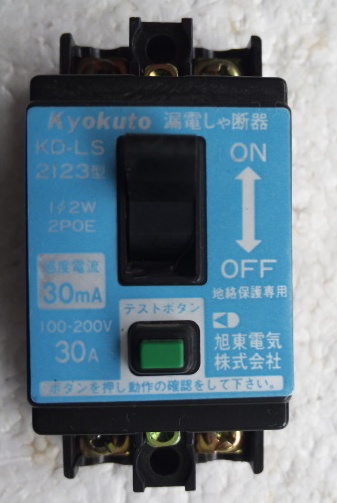 Kyokuto 漏電しゃ断器
KD-LS
2123型
ON
1φ2W
2P0E
OFF
感度電流
30mA
地絡保護専用
テストボタン
100-200V
30A
旭東電気
株式会社
ボタンを押し動作の確認をして下さい。